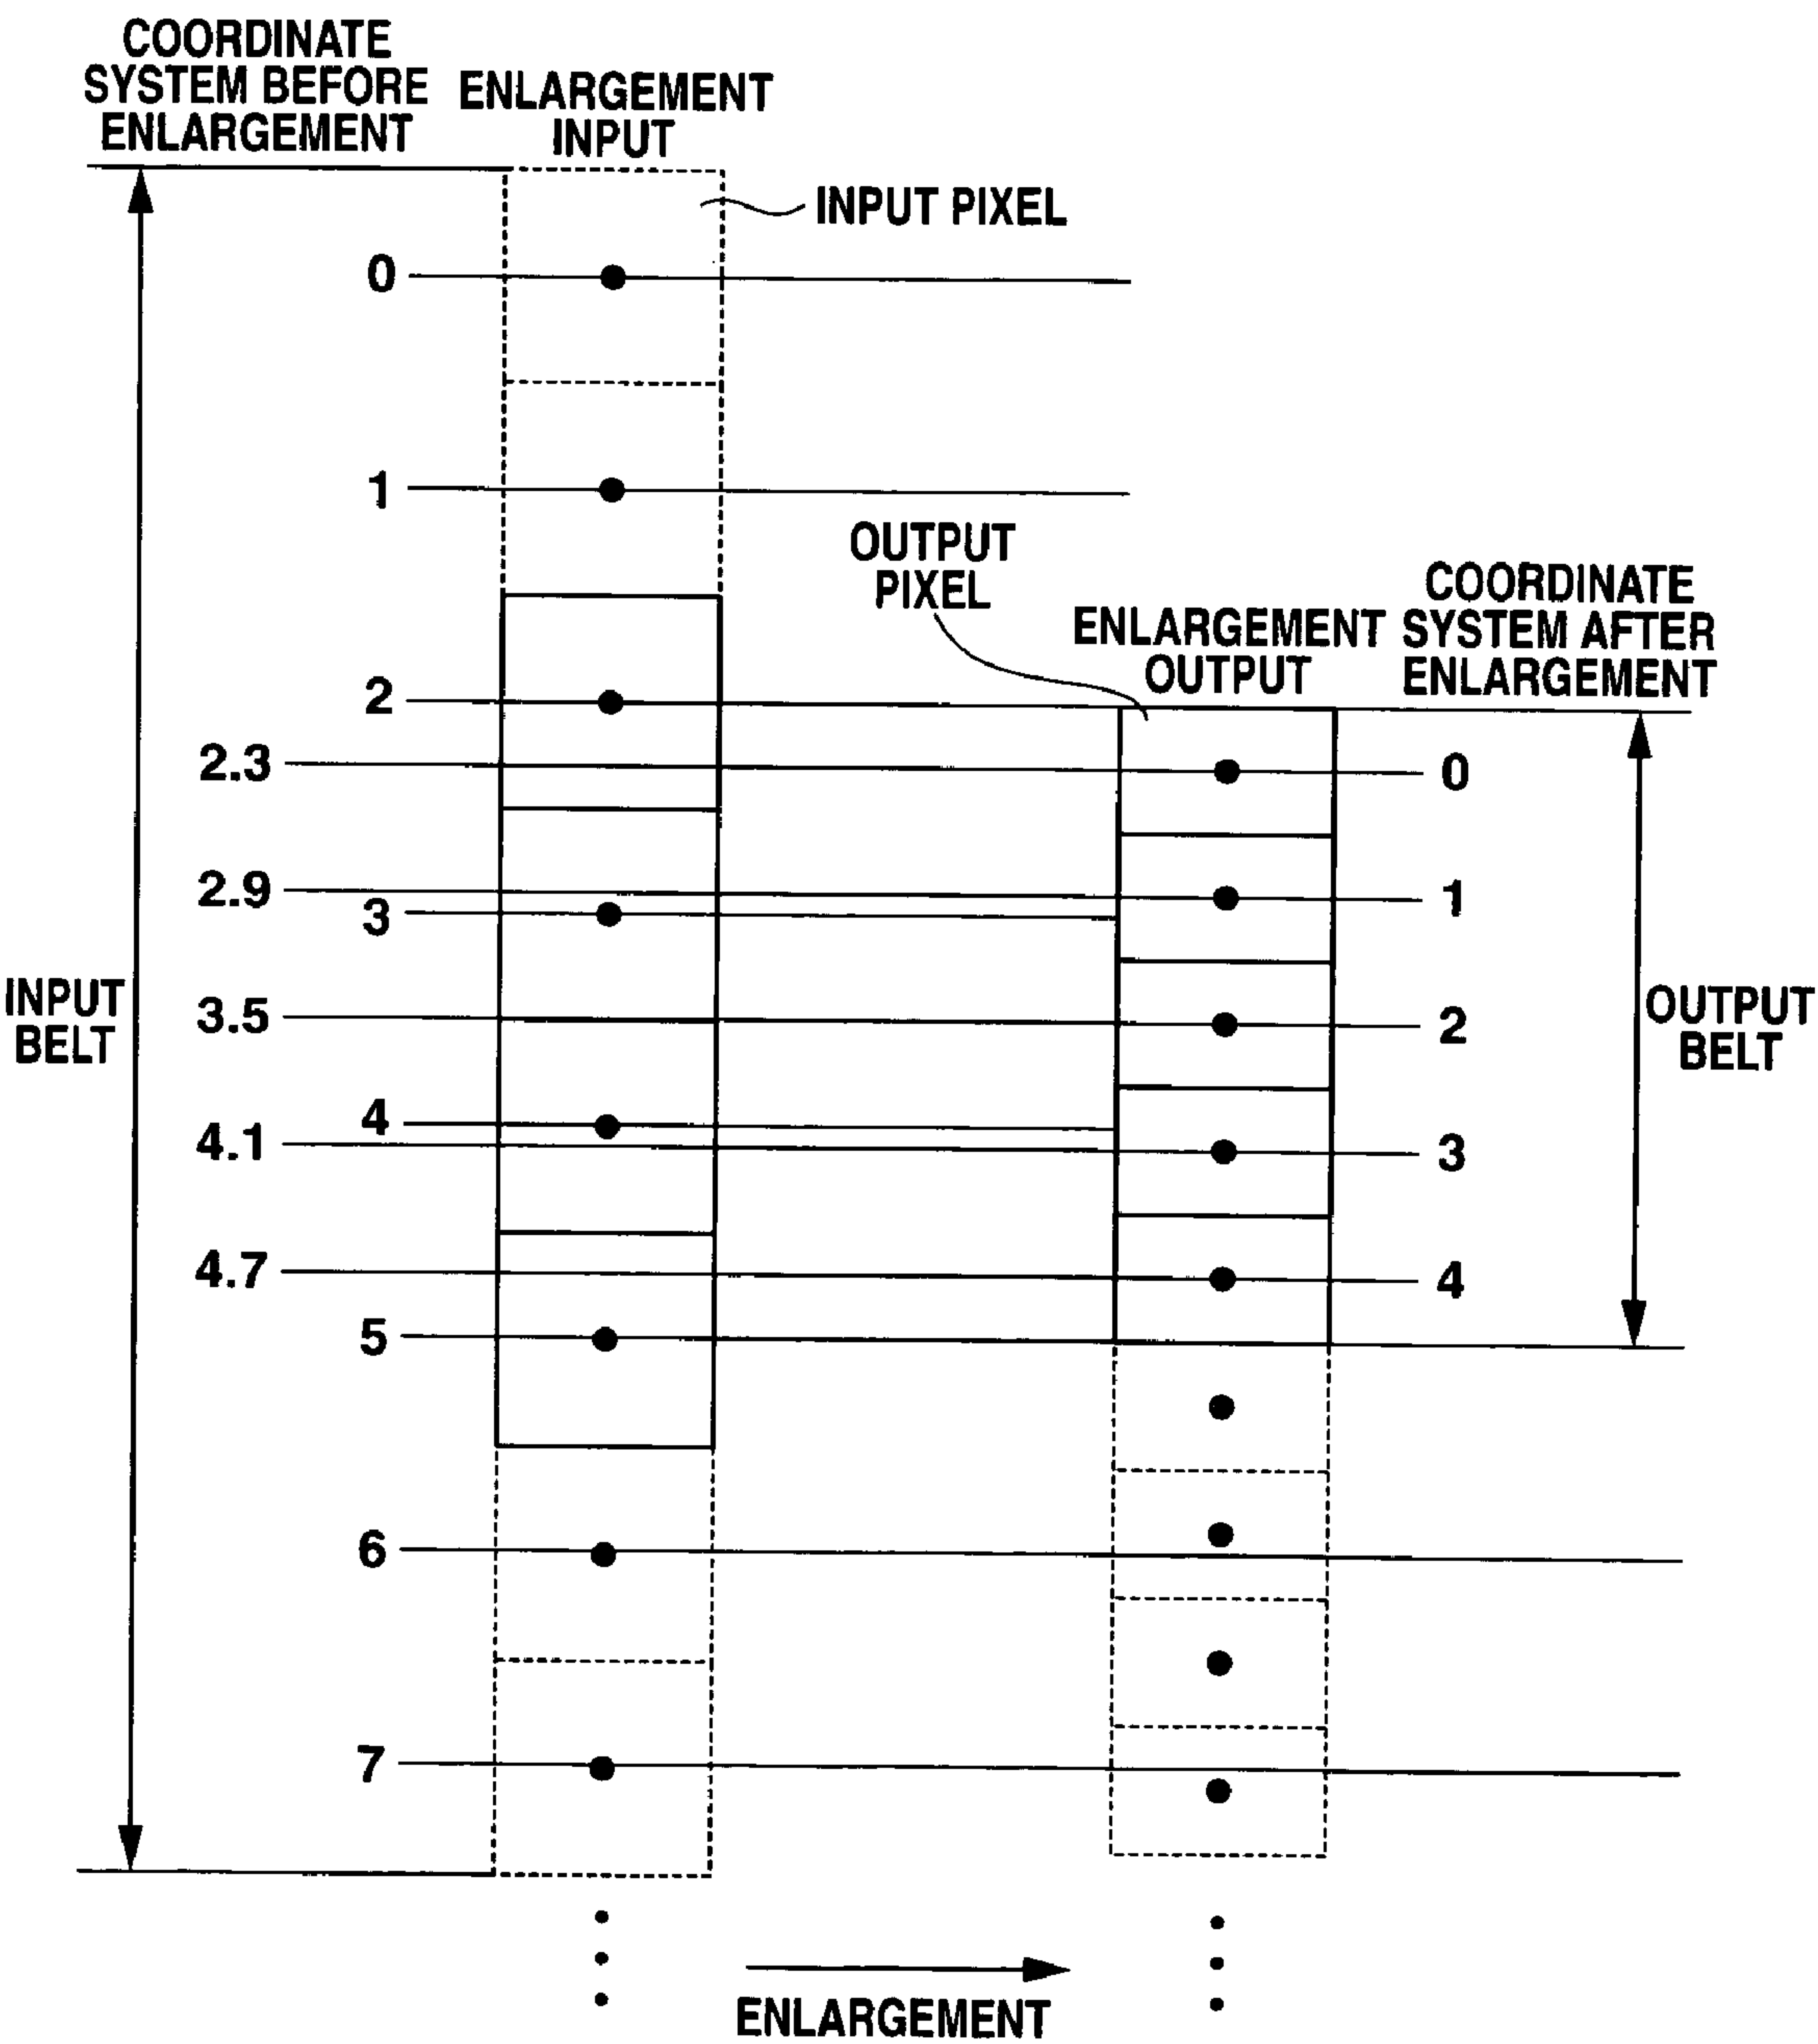 COORDINATE
SYSTEM BEFORE
ENLARGEMENT
ENLARGEMENT
INPUT
INPUT PIXEL
0
1
OUTPUT
PIXEL
ENLARGEMENT
OUTPUT
COORDINATE
SYSTEM AFTER
ENLARGEMENT
2
2.3
0
2.9
1
3
INPUT
BELT
3.5
2
OUTPUT
BELT
4
4.1
3
4.7
4
5
6
7
ENLARGEMENT